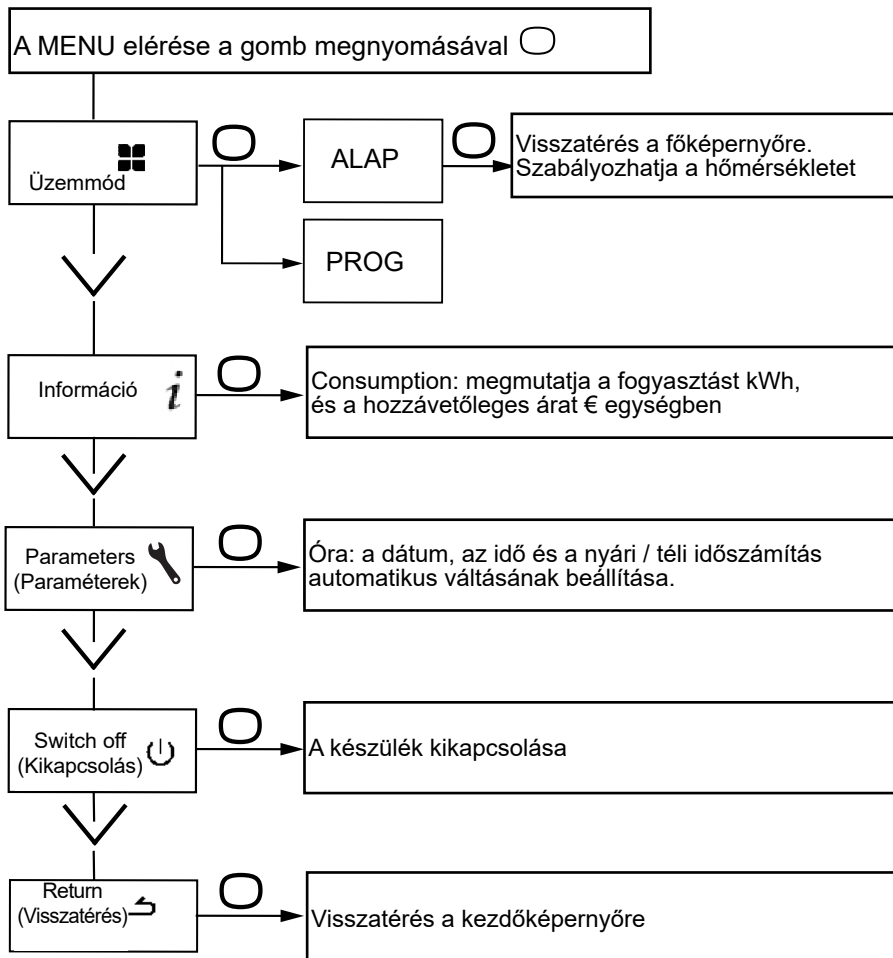 A MENU elérése a gomb megnyomásával
Üzemmód
ALAP
Visszatérés a főképernyőre.
Szabályozhatja a hőmérsékletet
PROG
Információ
i
Consumption: megmutatja a fogyasztást kWh,
és a hozzávetőleges árat € egységben
Parameters
(Paraméterek)
Óra: a dátum, az idő és a nyári / téli időszámítás
automatikus váltásának beállítása.
Switch off
(Kikapcsolás)
A készülék kikapcsolása
Return
(Visszatérés)
Visszatérés a kezdőképernyőre